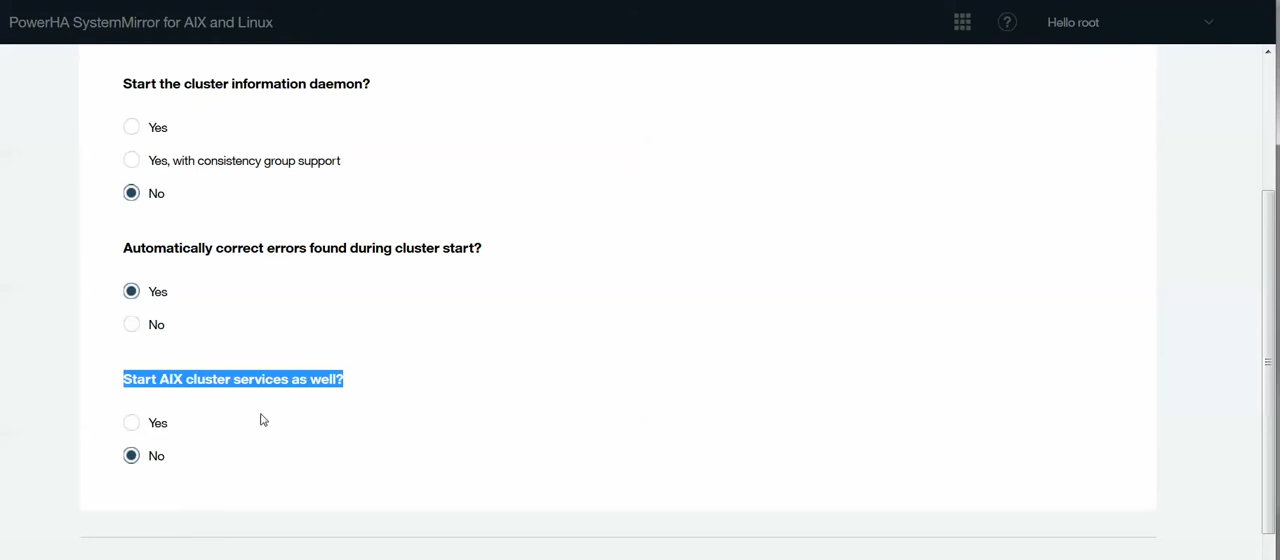 PowerHA SystemMirror for AIX and Linux
Hello root
Start the cluster information daemon?
Yes
Yes, with consistency group support
No
Automatically correct errors found during cluster start?
Yes
No
Start AIX cluster services as well?
Yes
No